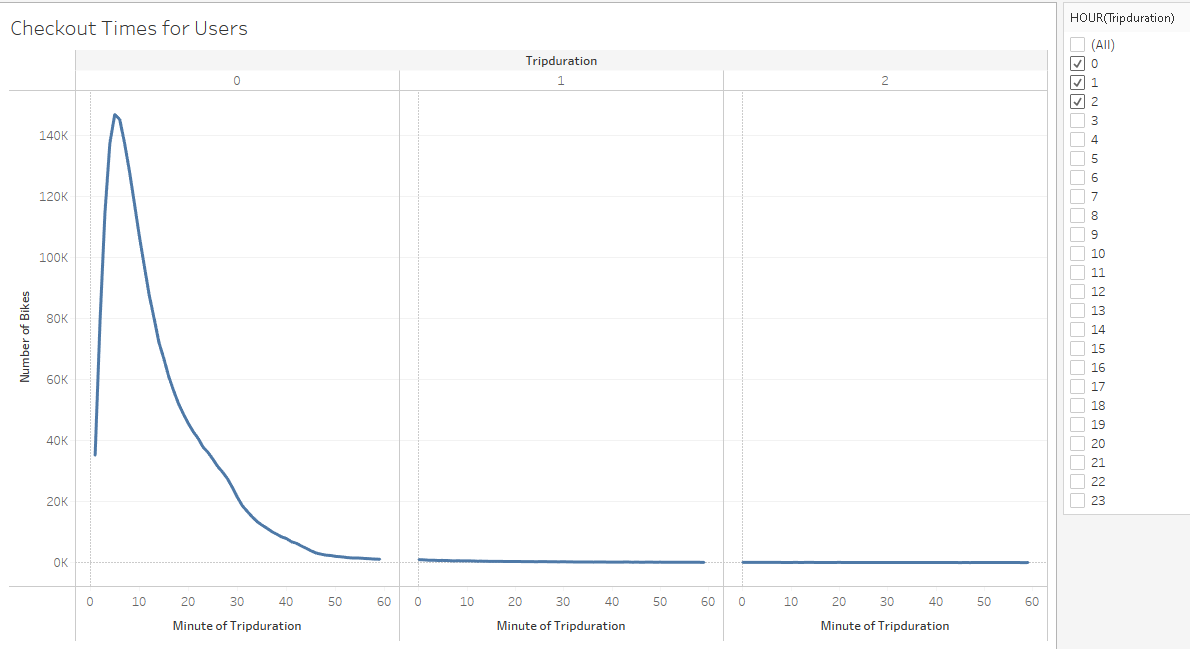 Checkout Times for Users
Tripduration
0 1 2
140K
120K
100K
80K
60K
40K
20K
0K
Number of Bikes
0 10 20 30 40 50 60 0 10 20 30 40 50 60 0 10 20 30 40 50 60
Minute of Tripduration Minute of Tripduration Minute of Tripduration
HOUR(Tripduration)
(All)
0
1
2
3
4
5
6
7
8
9
10
11
12
13
14
15
16
17
18
19
20
21
22
23